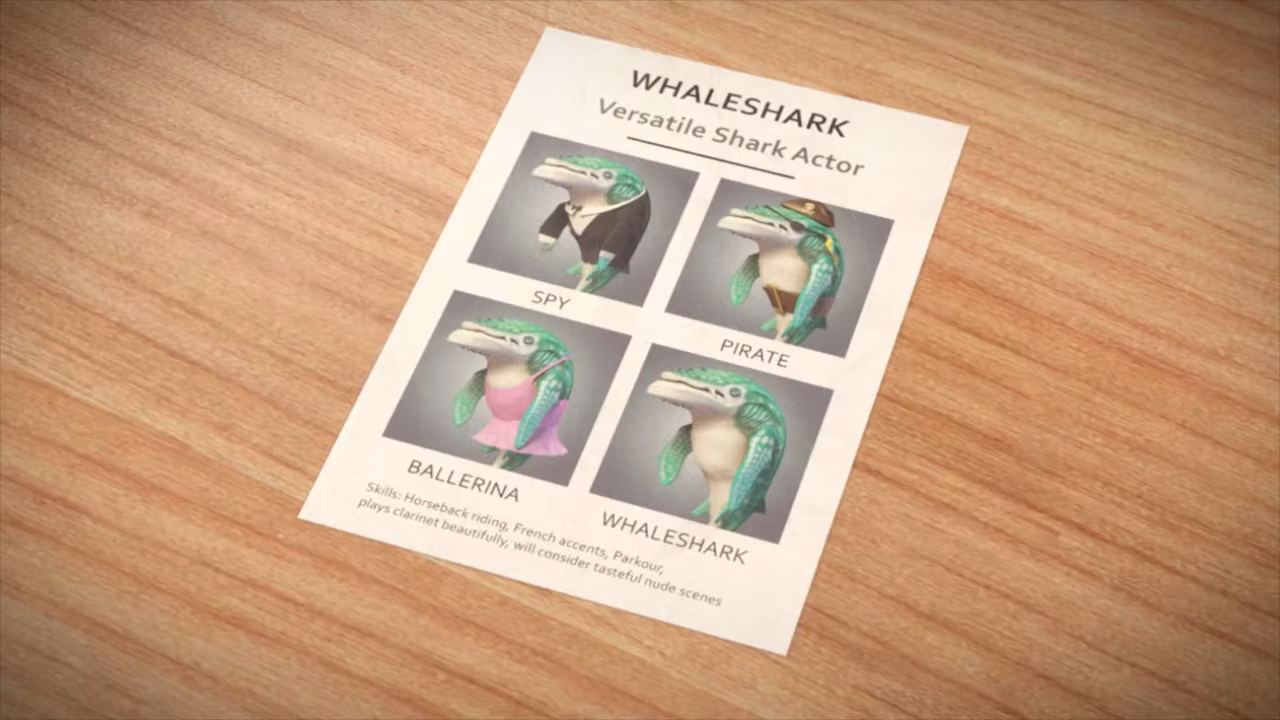 WHALESHARK
Versatile Shark Actor
SPY
PIRATE
BALLERINA
WHALESHARK
Skills: Horseback riding, French accents, Parkour,
plays clarinet beautifully, will consider tasteful nude scenes